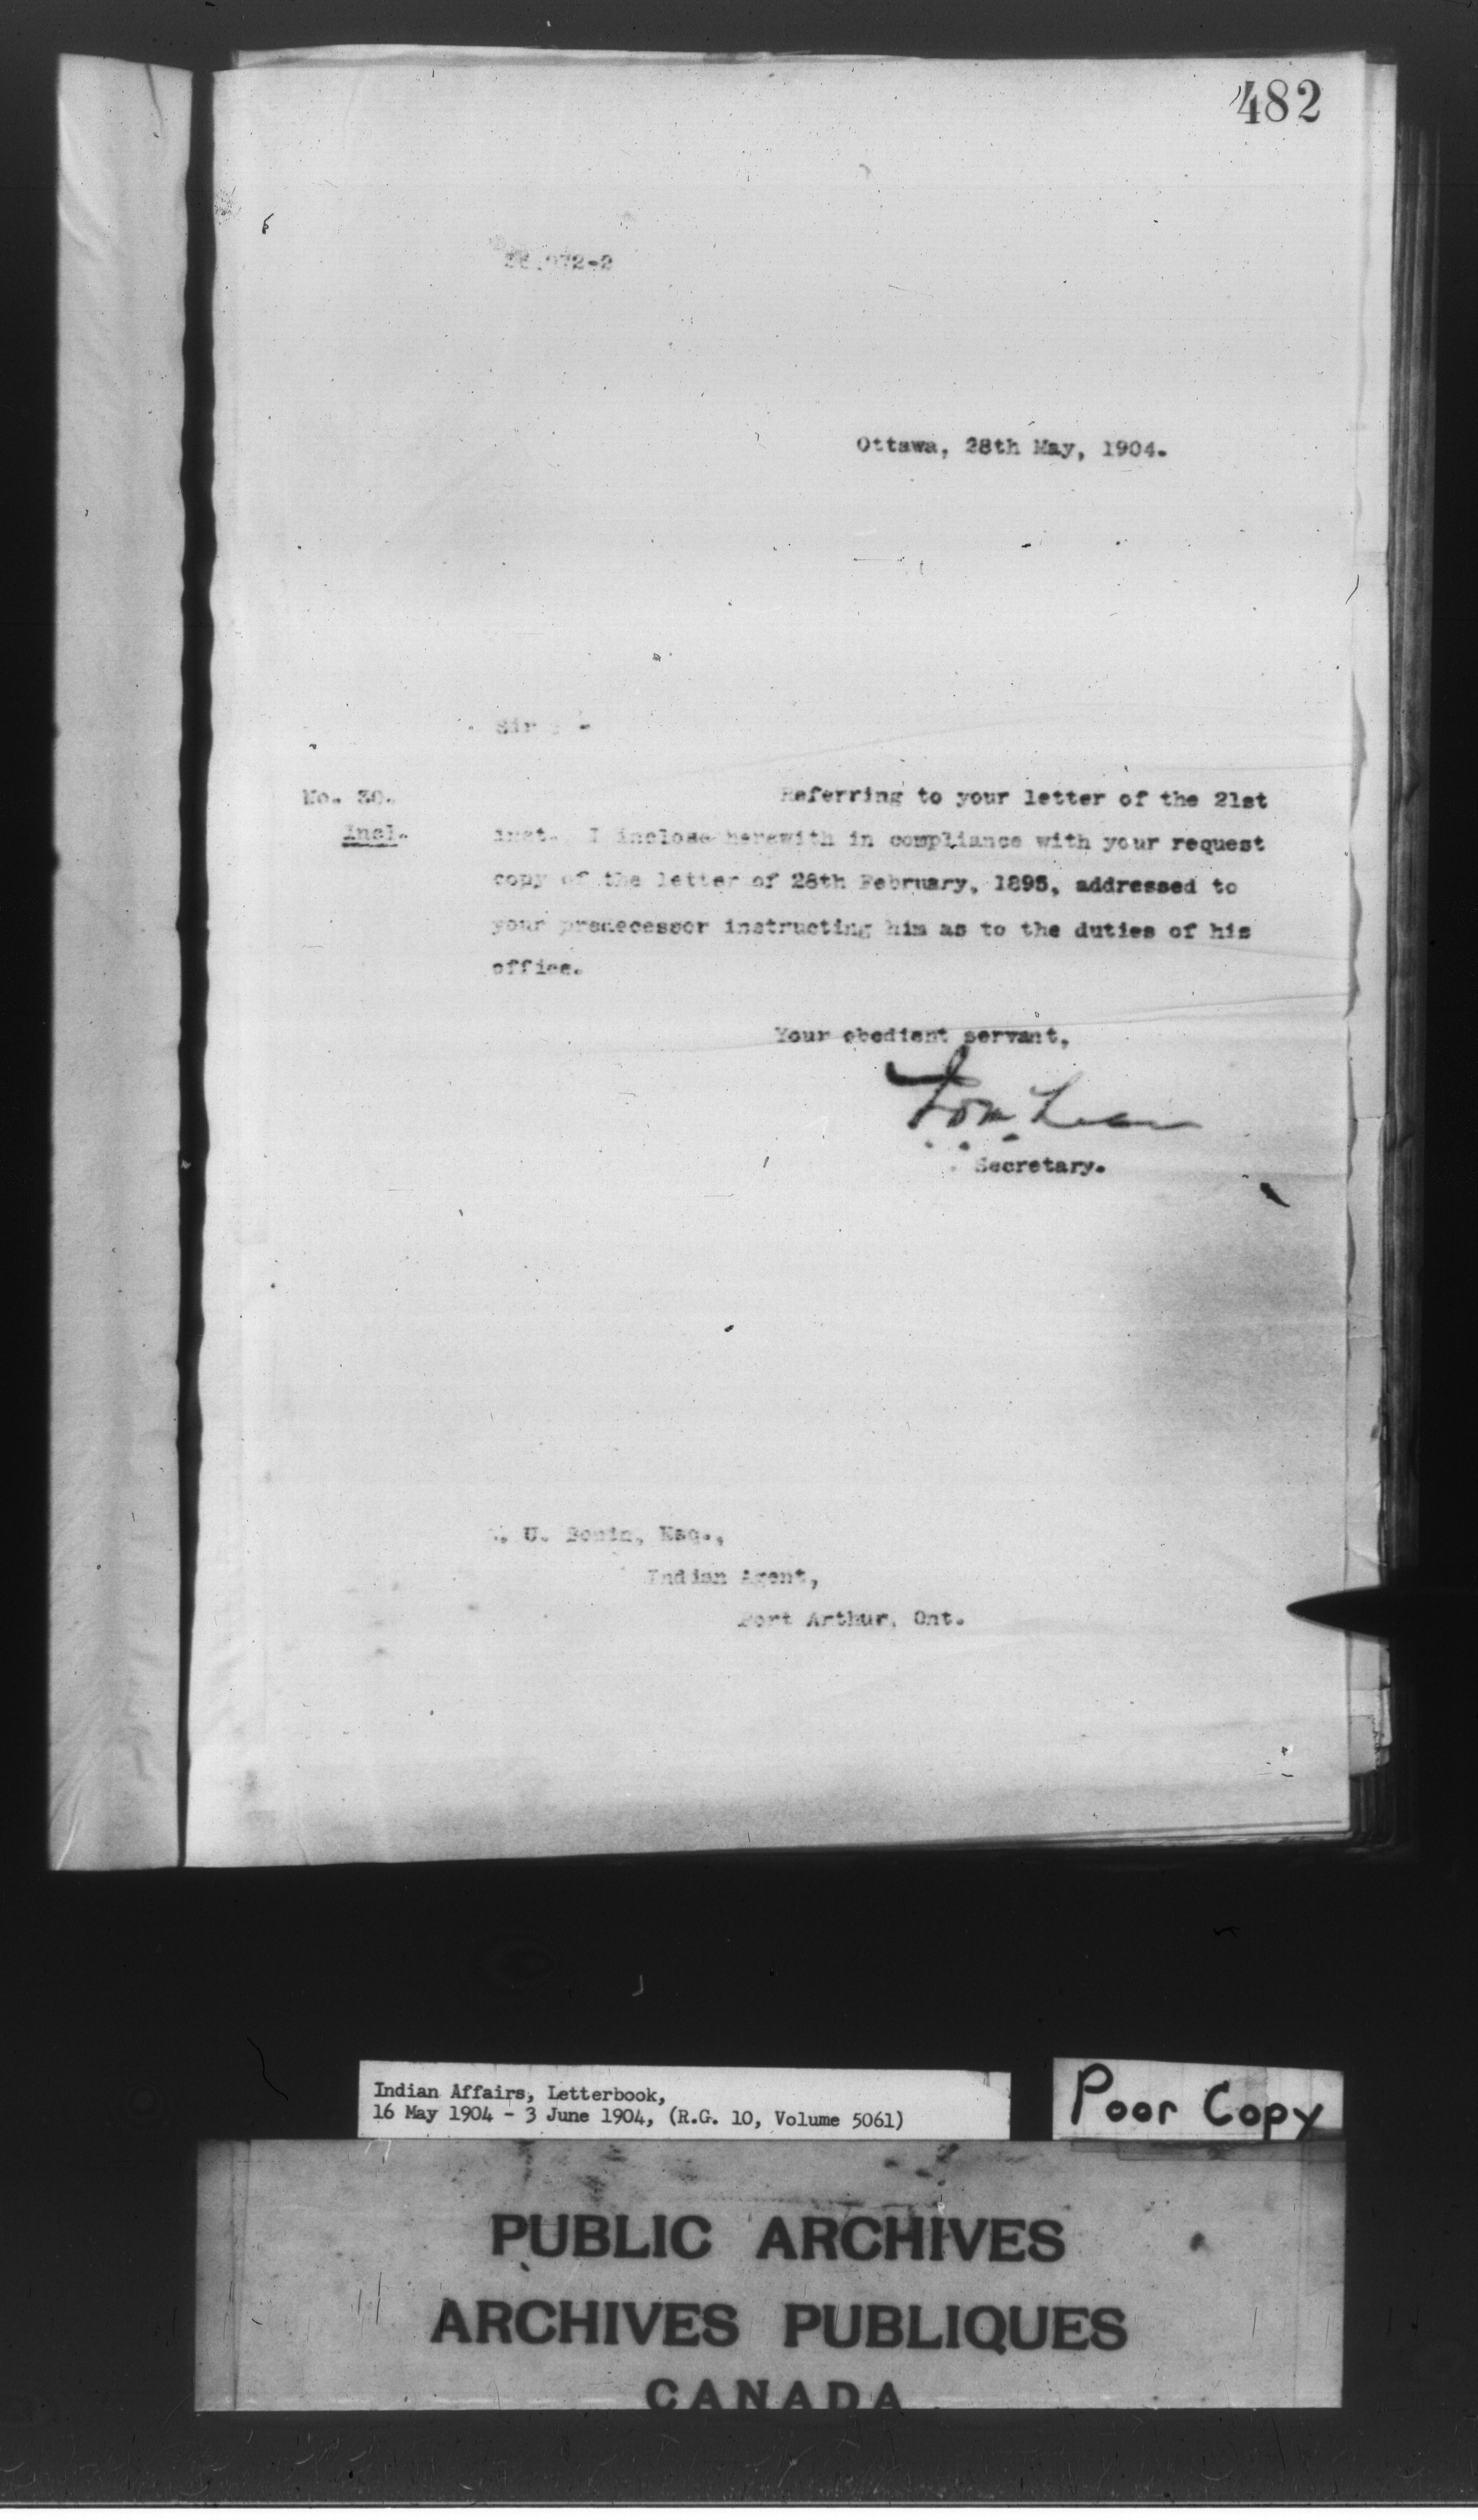 482
Ottawa, 28th May, 1904.
Sir : -
No. 30. Referring to your letter of the 21st
Incl. inst. I inclose herewith in compliance with your request
copy of the letter of 28th February, 1895, addressed to
your predecessor instructing him as to the duties of his
office.
Your obedient servant,
Secretary.
U. Bonin, Esq.,
Indian Agent,
Port Arthur, Ont.
Indian Affairs, Letterbook,
16 May 1904 - 3 June 1904, (R.G. 10, Volume 5061)
Poor Copy
PUBLIC ARCHIVES
ARCHIVES PUBLIQUES
CANADA